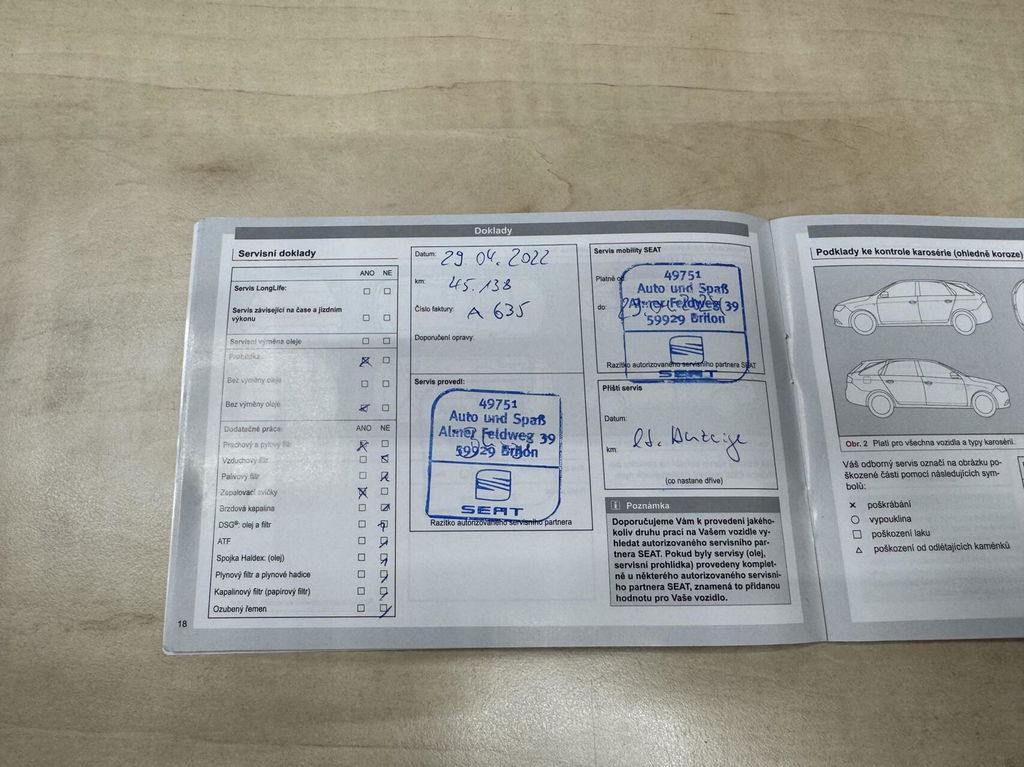 Doklady
Servisní doklady
ANO NE
Servis LongLife:
Servis závisející na čase a jízdním
výkonu
Servisní výměna oleje
Prohlídka
Bez výměny oleje
Bez výměny oleje
Dodatečné práce: ANO NE
Prachový a pylový filtr
Vzduchový filtr
Palivový filtr
Zapalovací svíčky
Brzdová kapalina
DSG®: olej a filtr
ATF
Spojka Haldex: (olej)
Plynový filtr a plynové hadice
Kapalinový filtr (papírový filtr)
Ozubený řemen
18
Datum: 29 04. 2022
km: 45.138
Číslo faktury: A 635
Doporučení opravy:
Servis provedl:
49751
Auto und Spaß
Almer Feldweg 39
59929 Brilon
SEAT
Razítko autorizovaného servisního partnera
Servis mobility SEAT
Platné od
do:
49751
Auto und Spaß
Almer Feldweg 39
59929 Brilon
Razítko autorizovaného servisního partnera SEAT
SEAT
Příští servis
Datum:
km: lt. Anzeige
(co nastane dříve)
i Poznámka
Doporučujeme Vám k provedení jakého-
koliv druhu prací na Vašem vozidle vy-
hledat autorizovaného servisního par-
tnera SEAT. Pokud byly servisy (olej,
servisní prohlídka) provedeny komplet-
ně u některého autorizovaného servisní-
ho partnera SEAT, znamená to přidanou
hodnotu pro Vaše vozidlo.
Podklady ke kontrole karosérie (ohledně koroze)
Obr. 2 Platí pro všechna vozidla a typy karosérií.
Váš odborný servis označí na obrázku po-
škozené části pomocí následujících sym-
bolů:
poškrábání
vypouklina
poškození laku
poškození od odlétajících kaménků